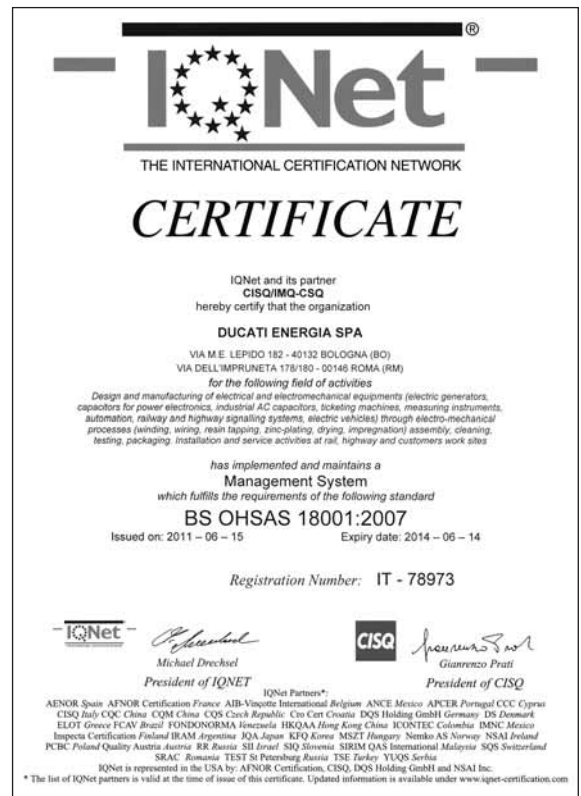 IQNet ®
THE INTERNATIONAL CERTIFICATION NETWORK
CERTIFICATE
IQNet and its partner
CISQ/IMQ-CSQ
hereby certify that the organization
DUCATI ENERGIA SPA
VIA M.E. LEPIDO 182 - 40132 BOLOGNA (BO)
VIA DELL'IMPRUNETA 178/180 - 00146 ROMA (RM)
for the following field of activities
Design and manufacturing of electrical and electromechanical equipments (electric generators,
capacitors for power electronics, industrial AC capacitors, ticketing machines, measuring instruments,
automation, railway and highway signalling systems, electric vehicles) through electro-mechanical
processes (winding, wiring, resin tapping, zinc-plating, drying, impregnation) assembly, cleaning,
testing, packaging. Installation and service activities at rail, highway and customers work sites
has implemented and maintains a
Management System
which fulfills the requirements of the following standard
BS OHSAS 18001:2007
Issued on: 2011 – 06 – 15 Expiry date: 2014 – 06 – 14
Registration Number: IT - 78973
IQNet CISQ
Michael Drechsel Gianrenzo Prati
President of IQNET President of CISQ
IQNet Partners*:
AENOR Spain AFNOR Certification France AIB-Vinçotte International Belgium ANCE Mexico APCER Portugal CCC Cyprus
CISQ Italy CQC China CQM China CQS Czech Republic Cro Cert Croatia DQS Holding GmbH Germany DS Denmark
ELOT Greece FCAV Brazil FONDONORMA Venezuela HKQAA Hong Kong China ICONTEC Colombia IMNC Mexico
Inspecta Certification Finland IRAM Argentina JQA Japan KFQ Korea MSZT Hungary Nemko AS Norway NSAI Ireland
PCBC Poland Quality Austria Austria RR Russia SII Israel SIQ Slovenia SIRIM QAS International Malaysia SQS Switzerland
SRAC Romania TEST St Petersburg Russia TSE Turkey YUQS Serbia
IQNet is represented in the USA by: AFNOR Certification, CISQ, DQS Holding GmbH and NSAI Inc.
* The list of IQNet partners is valid at the time of issue of this certificate. Updated information is available under www.iqnet-certification.com